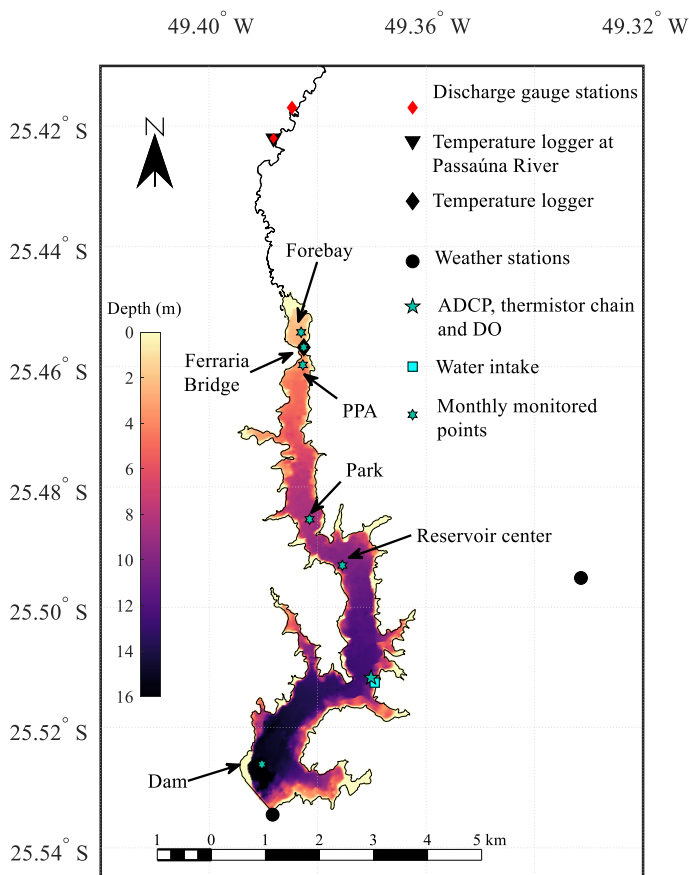 49.40° W 49.36° W 49.32° W
25.42° S
25.44° S
25.46° S
25.48° S
25.50° S
25.52° S
25.54° S
N
Discharge gauge stations
Temperature logger at
Passaúna River
Temperature logger
Weather stations
ADCP, thermistor chain
and DO
Water intake
Monthly monitored
points
Forebay
Depth (m)
0
2
4
6
8
10
12
14
16
Ferraria
Bridge
PPA
Park
Reservoir center
Dam
1 0 1 2 3 4 5 km